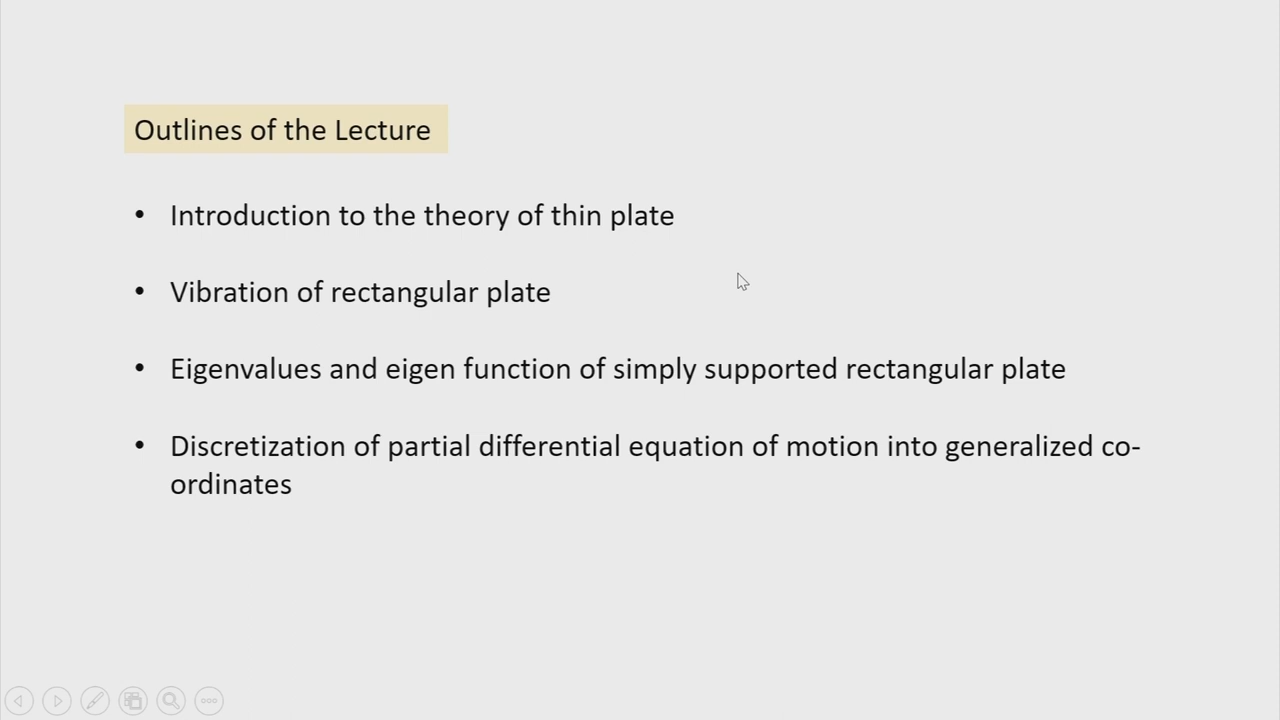 Outlines of the Lecture
• Introduction to the theory of thin plate
• Vibration of rectangular plate
• Eigenvalues and eigen function of simply supported rectangular plate
• Discretization of partial differential equation of motion into generalized co-
ordinates